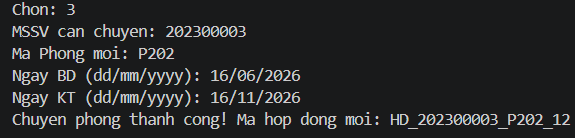 Chon: 3
MSSV can chuyen: 202300003
Ma Phong moi: P202
Ngay BD (dd/mm/yyyy): 16/06/2026
Ngay KT (dd/mm/yyyy): 16/11/2026
Chuyen phong thanh cong! Ma hop dong moi: HD_202300003_P202_12